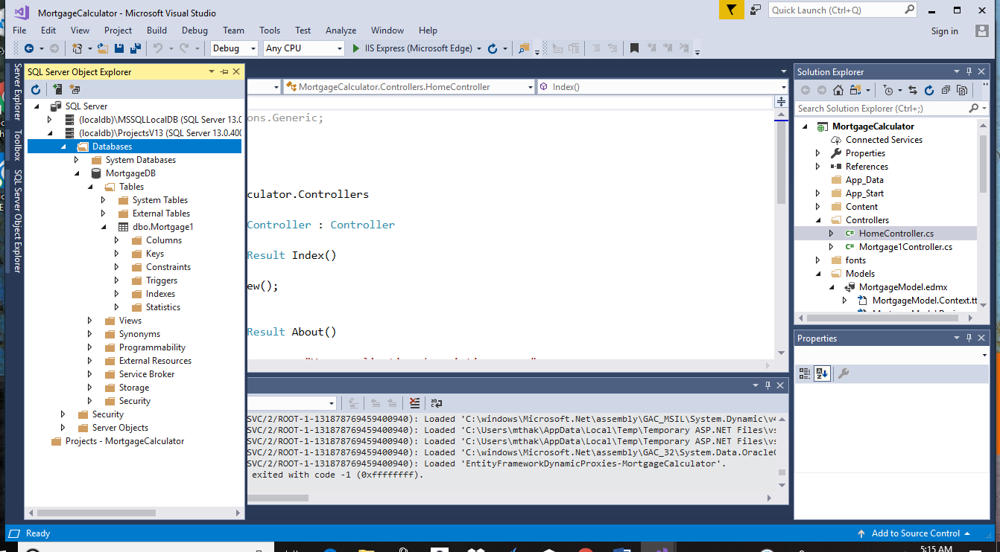 MortgageCalculator - Microsoft Visual Studio
Quick Launch (Ctrl+Q)
File Edit View Project Build Debug Team Tools Test Analyze Window Help
Sign in
Debug Any CPU IIS Express (Microsoft Edge)
Server Explorer
Toolbox
SQL Server Object Explorer
SQL Server Object Explorer
SQL Server
(localdb)\MSSQLLocalDB (SQL Server 13.0
(localdb)\ProjectsV13 (SQL Server 13.0.400
Databases
System Databases
MortgageDB
Tables
System Tables
External Tables
dbo.Mortgage1
Columns
Keys
Constraints
Triggers
Indexes
Statistics
Views
Synonyms
Programmability
External Resources
Service Broker
Storage
Security
Security
Server Objects
Projects - MortgageCalculator
MortgageCalculator.Controllers.HomeController
Index()
ons.Generic;
culator.Controllers
Controller : Controller
Result Index()
ew();
Result About()
SVC/2/ROOT-1-131878769459400940): Loaded 'C:\windows\Microsoft.Net\assembly\GAC_MSIL\System.Dynamic\v4
SVC/2/ROOT-1-131878769459400940): Loaded 'C:\Users\mthak\AppData\Local\Temp\Temporary ASP.NET Files\vs
SVC/2/ROOT-1-131878769459400940): Loaded 'C:\Users\mthak\AppData\Local\Temp\Temporary ASP.NET Files\vs
SVC/2/ROOT-1-131878769459400940): Loaded 'C:\windows\Microsoft.Net\assembly\GAC_32\System.Data.OracleC
SVC/2/ROOT-1-131878769459400940): Loaded 'EntityFrameworkDynamicProxies-MortgageCalculator'.
exited with code -1 (0xffffffff).
Solution Explorer
Search Solution Explorer (Ctrl+;)
MortgageCalculator
Connected Services
Properties
References
App_Data
App_Start
Content
Controllers
C# HomeController.cs
C# Mortgage1Controller.cs
fonts
Models
MortgageModel.edmx
MortgageModel.Context.tt
Properties
Ready
Add to Source Control
5:15 AM